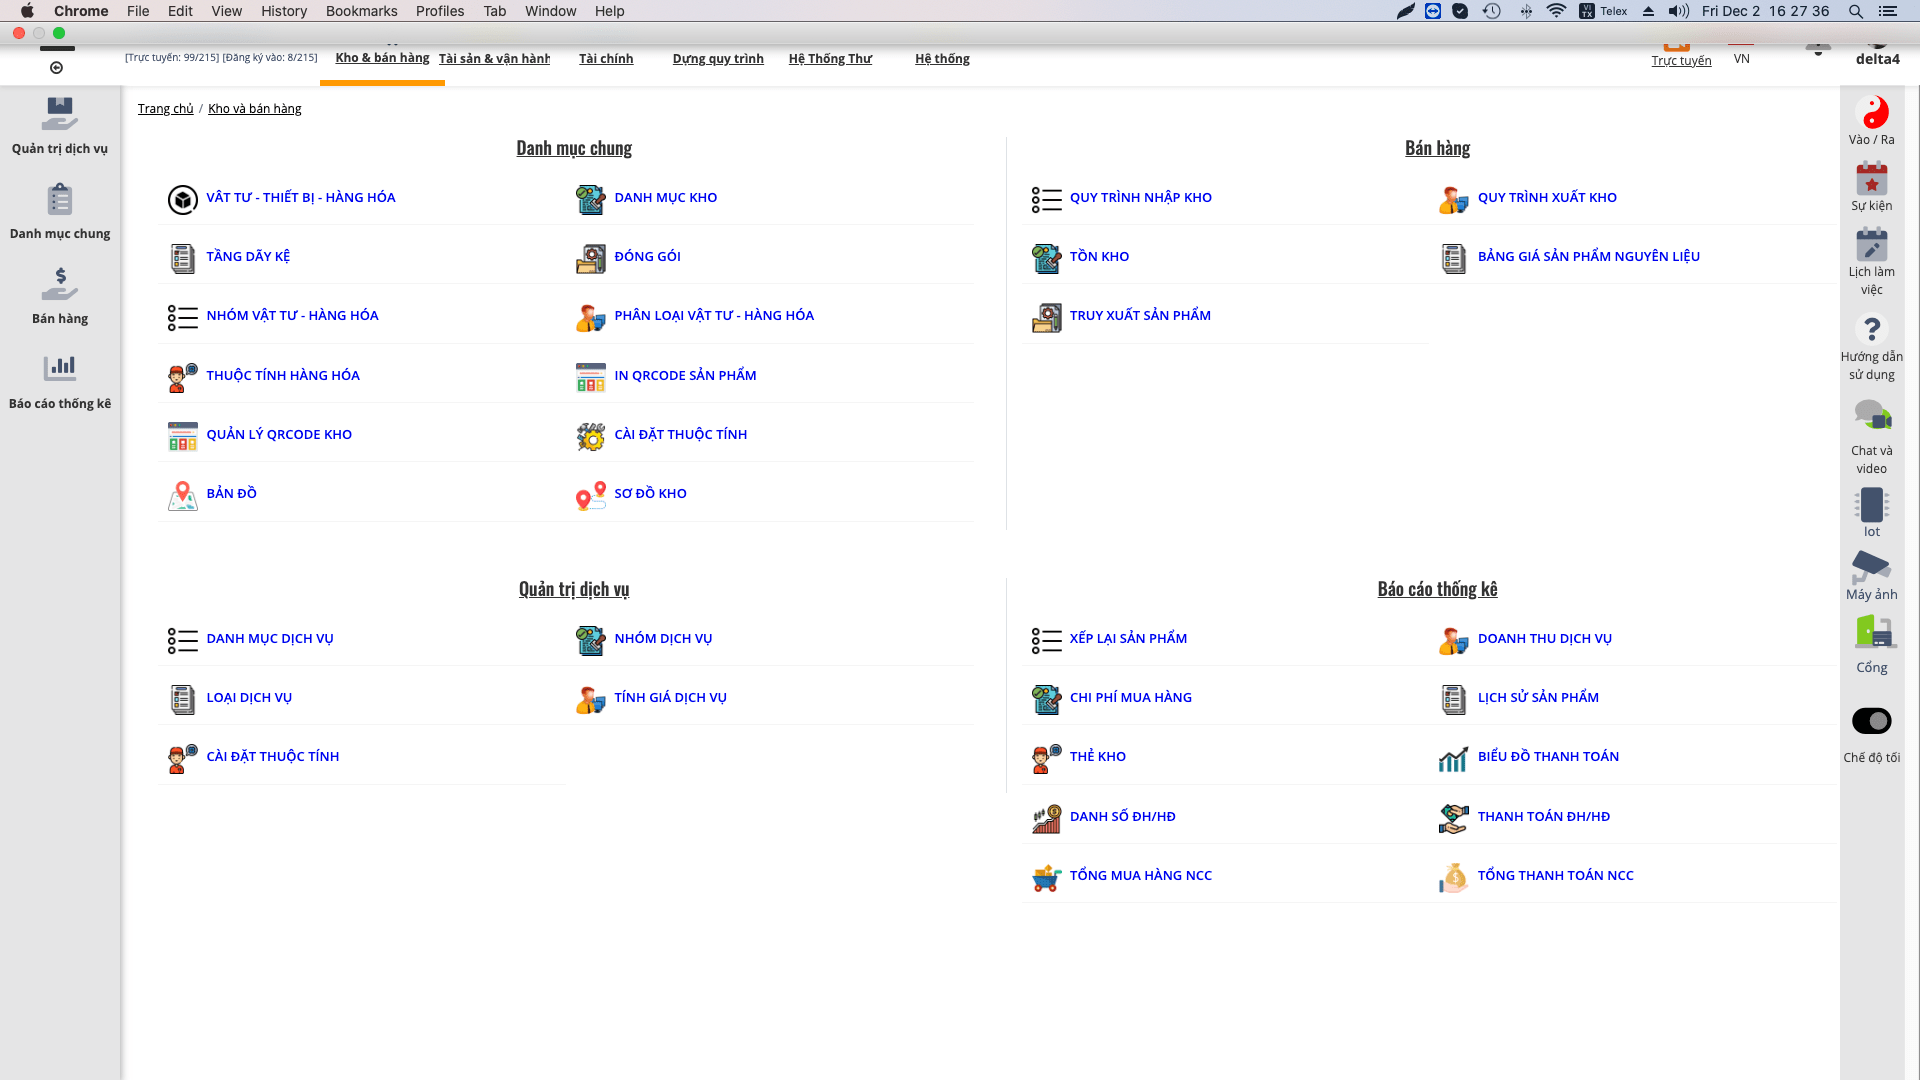 Chrome File Edit View History Bookmarks Profiles Tab Window Help
VI TX Telex Fri Dec 2 16 27 36
[Trực tuyến: 99/215] [Đăng ký vào: 8/215]
Kho & bán hàng
Tài sản & vận hành
Tài chính
Dựng quy trình
Hệ Thống Thư
Hệ thống
Trực tuyến
VN
delta4
Trang chủ / Kho và bán hàng
Quản trị dịch vụ
Danh mục chung
Bán hàng
Báo cáo thống kê
Danh mục chung
VẬT TƯ - THIẾT BỊ - HÀNG HÓA
DANH MỤC KHO
TẦNG DÃY KỆ
ĐÓNG GÓI
NHÓM VẬT TƯ - HÀNG HÓA
PHÂN LOẠI VẬT TƯ - HÀNG HÓA
THUỘC TÍNH HÀNG HÓA
IN QRCODE SẢN PHẨM
QUẢN LÝ QRCODE KHO
CÀI ĐẶT THUỘC TÍNH
BẢN ĐỒ
SƠ ĐỒ KHO
Bán hàng
QUY TRÌNH NHẬP KHO
QUY TRÌNH XUẤT KHO
TỒN KHO
BẢNG GIÁ SẢN PHẨM NGUYÊN LIỆU
TRUY XUẤT SẢN PHẨM
Quản trị dịch vụ
DANH MỤC DỊCH VỤ
NHÓM DỊCH VỤ
LOẠI DỊCH VỤ
TÍNH GIÁ DỊCH VỤ
CÀI ĐẶT THUỘC TÍNH
Báo cáo thống kê
XẾP LẠI SẢN PHẨM
DOANH THU DỊCH VỤ
CHI PHÍ MUA HÀNG
LỊCH SỬ SẢN PHẨM
THẺ KHO
BIỂU ĐỒ THANH TOÁN
DANH SỐ ĐH/HĐ
THANH TOÁN ĐH/HĐ
TỔNG MUA HÀNG NCC
TỔNG THANH TOÁN NCC
Vào / Ra
Sự kiện
Lịch làm
việc
Hướng dẫn
sử dụng
Chat và
video
Iot
Máy ảnh
Cổng
Chế độ tối